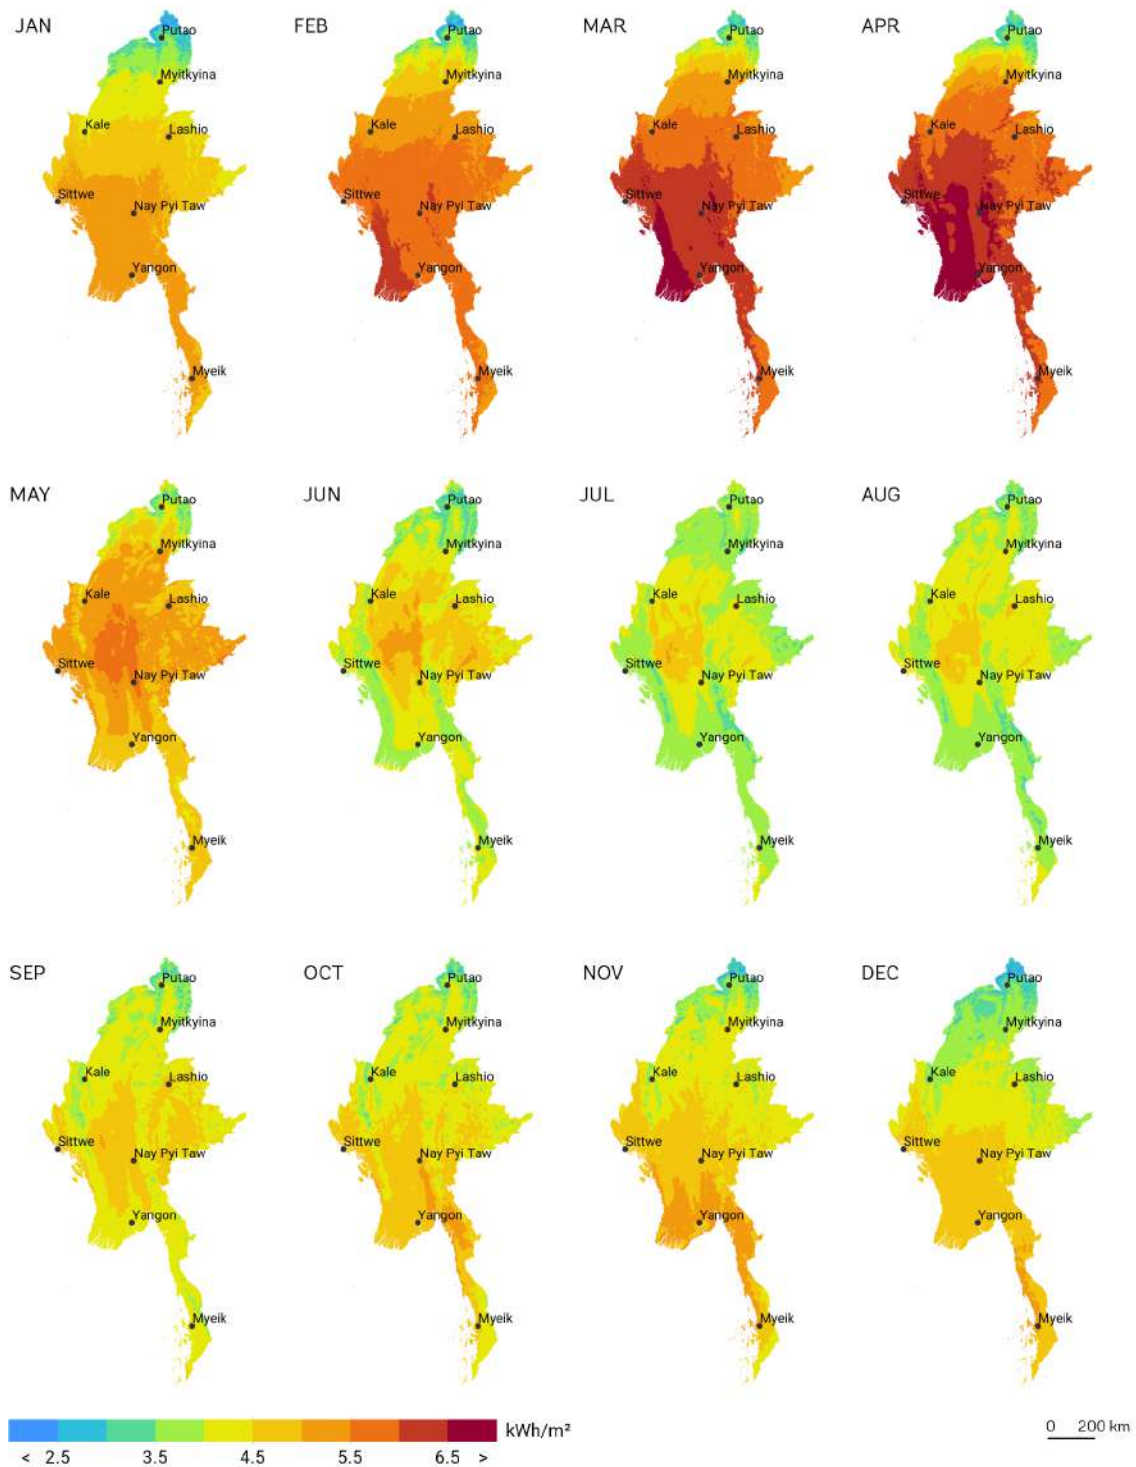 JAN FEB MAR APR
Putao Putao Putao Putao
Myitkyina Myitkyina Myitkyina Myitkyina
Kale Lashio Kale Lashio Kale Lashio Kale Lashio
Sittwe Nay Pyi Taw Sittwe Nay Pyi Taw Sittwe Nay Pyi Taw Sittwe Nay Pyi Taw
Yangon Yangon Yangon Yangon
Myeik Myeik Myeik Myeik
MAY JUN JUL AUG
Putao Putao Putao Putao
Myitkyina Myitkyina Myitkyina Myitkyina
Kale Lashio Kale Lashio Kale Lashio Kale Lashio
Sittwe Nay Pyi Taw Sittwe Nay Pyi Taw Sittwe Nay Pyi Taw Sittwe Nay Pyi Taw
Yangon Yangon Yangon Yangon
Myeik Myeik Myeik Myeik
SEP OCT NOV DEC
Putao Putao Putao Putao
Myitkyina Myitkyina Myitkyina Myitkyina
Kale Lashio Kale Lashio Kale Lashio Kale Lashio
Sittwe Nay Pyi Taw Sittwe Nay Pyi Taw Sittwe Nay Pyi Taw Sittwe Nay Pyi Taw
Yangon Yangon Yangon Yangon
Myeik Myeik Myeik Myeik
kWh/m² 0 200 km
< 2.5 3.5 4.5 5.5 6.5 >